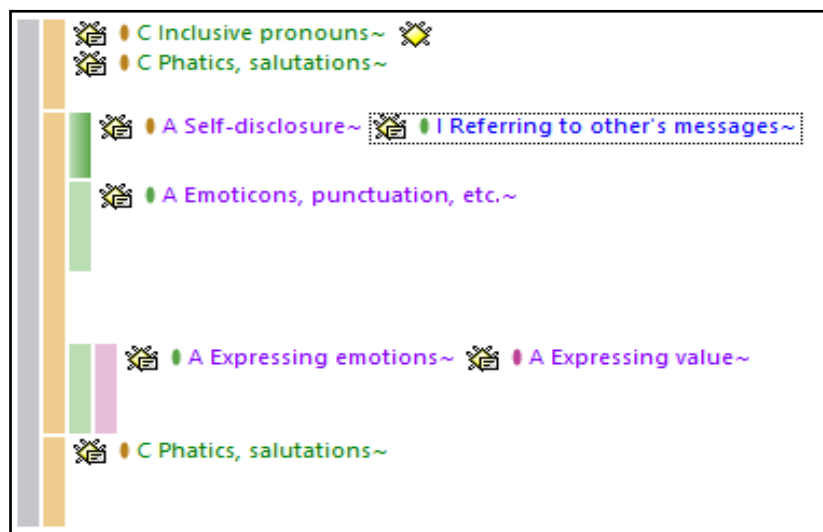 C Inclusive pronouns~
C Phatics, salutations~
A Self-disclosure~ I Referring to other's messages~
A Emoticons, punctuation, etc.~
A Expressing emotions~ A Expressing value~
C Phatics, salutations~